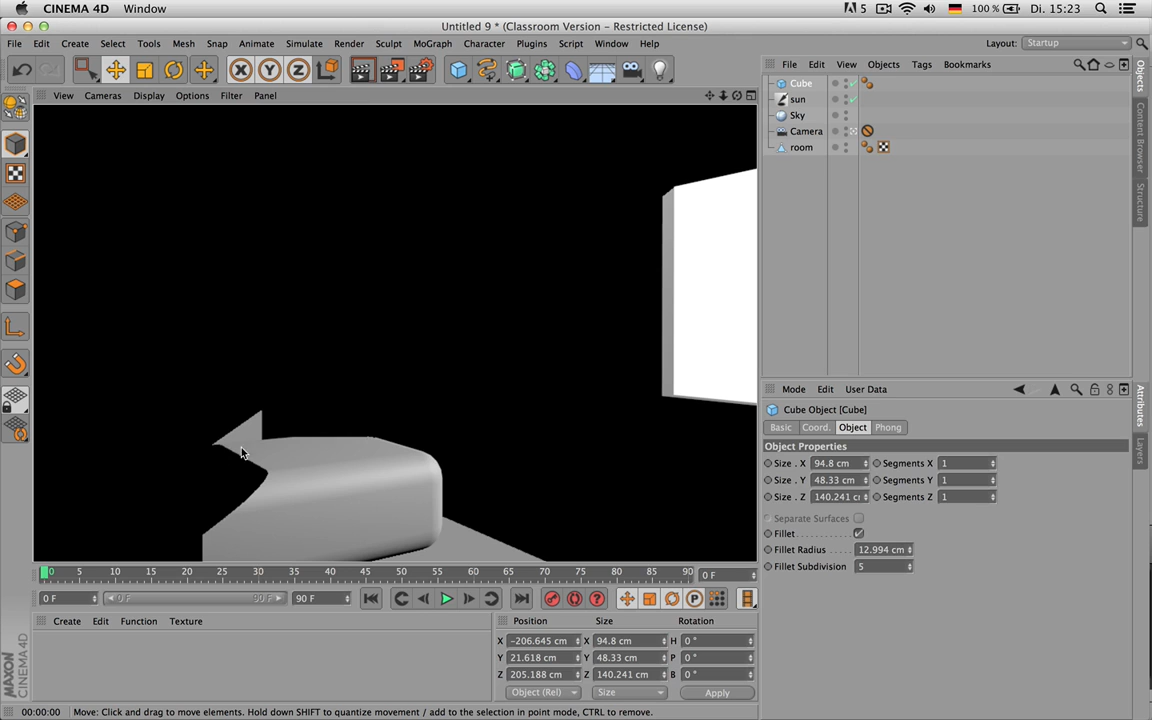 CINEMA 4D Window 5 100 % Di. 15:23
Untitled 9 * (Classroom Version - Restricted License)
File Edit Create Select Tools Mesh Snap Animate Simulate Render Sculpt MoGraph Character Plugins Script Window Help Layout: Startup
X Y Z
View Cameras Display Options Filter Panel
File Edit View Objects Tags Bookmarks
Cube
sun
Sky
Camera
room
Objects
Content Browser
Structure
Mode Edit User Data
Cube Object [Cube]
Basic Coord. Object Phong
Object Properties
Size . X 94.8 cm Segments X 1
Size . Y 48.33 cm Segments Y 1
Size . Z 140.241 cr Segments Z 1
Separate Surfaces
Fillet
Fillet Radius 12.994 cm
Fillet Subdivision 5
Attributes
Layers
0 5 10 15 20 25 30 35 40 45 50 55 60 65 70 75 80 85 90 0 F
0 F 0 F 90 F 90 F P
Create Edit Function Texture
Position Size Rotation
X -206.645 cm X 94.8 cm H 0 °
Y 21.618 cm Y 48.33 cm P 0 °
Z 205.188 cm Z 140.241 cm B 0 °
Object (Rel) Size Apply
MAXON CINEMA 4D
00:00:00 Move: Click and drag to move elements. Hold down SHIFT to quantize movement / add to the selection in point mode, CTRL to remove.